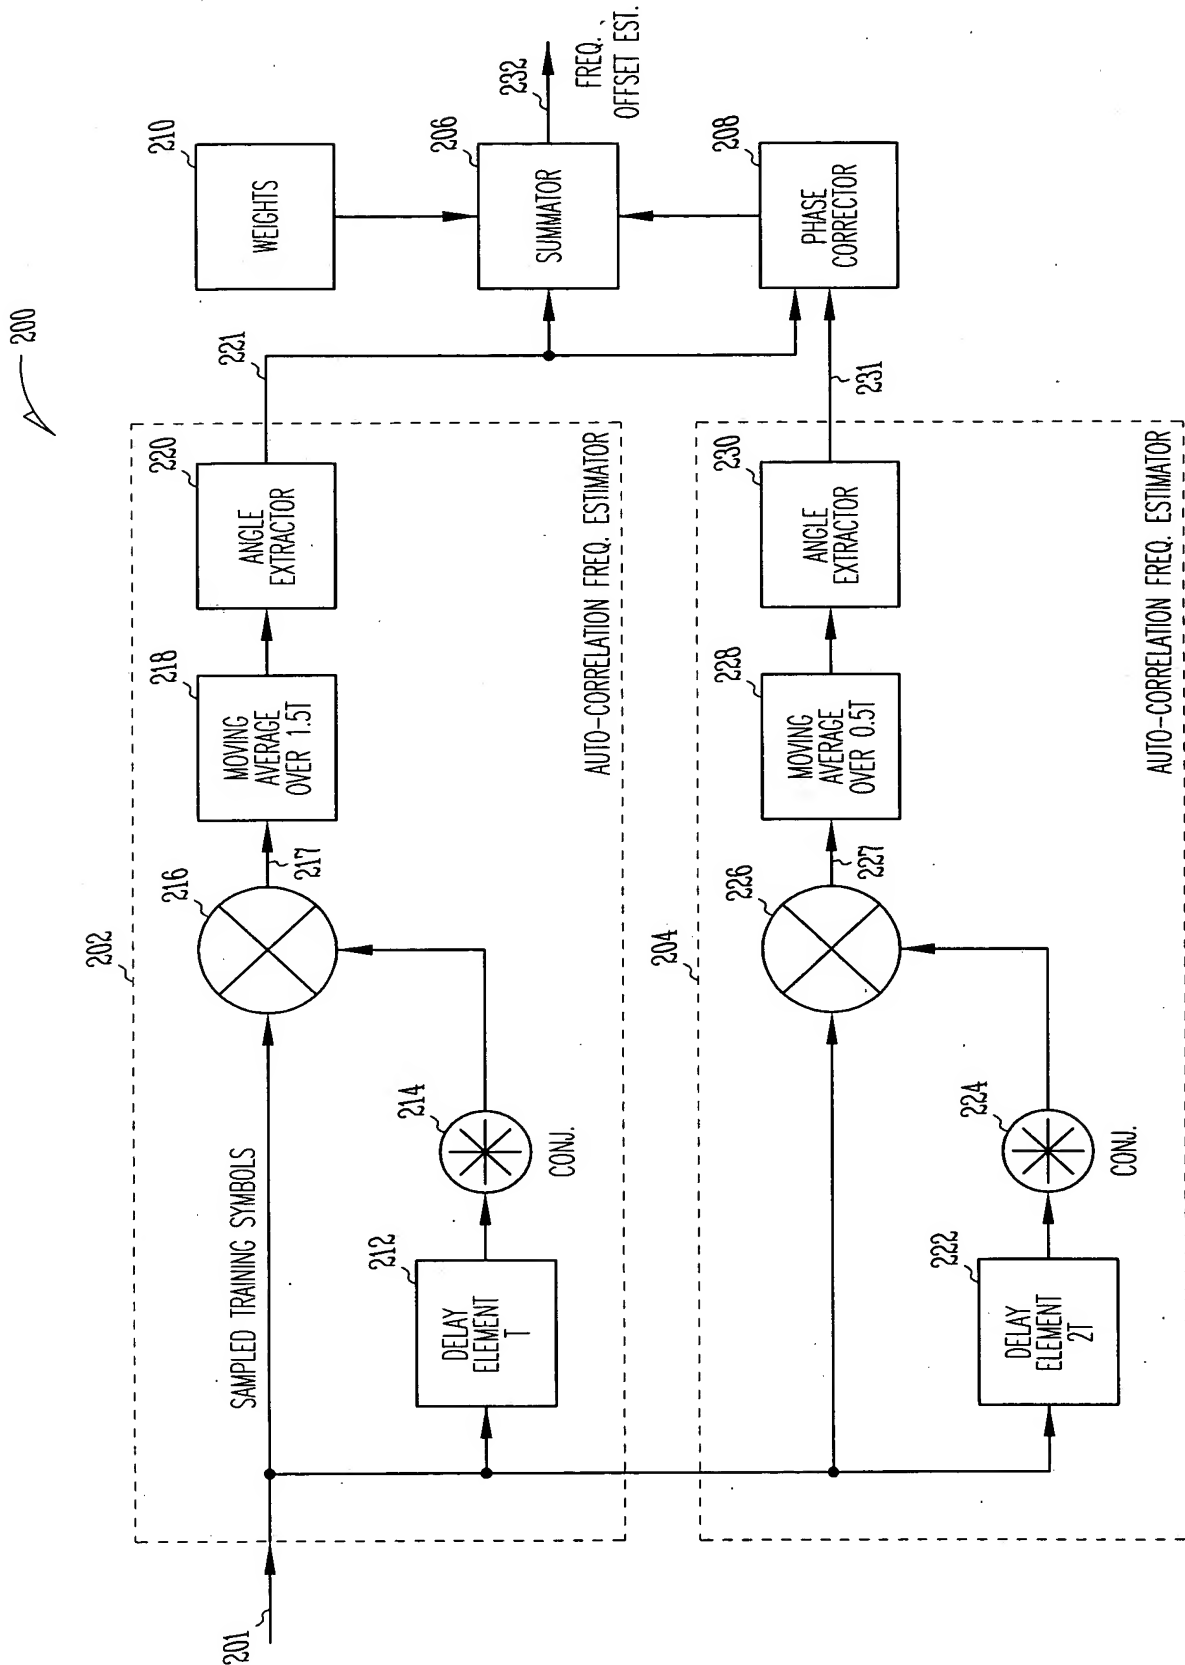 200
202
216
217
218
MOVING
AVERAGE
OVER 1.5T
220
ANGLE
EXTRACTOR
221
210
WEIGHTS
201
SAMPLED TRAINING SYMBOLS
212
DELAY
ELEMENT
T
214
CONJ.
AUTO-CORRELATION FREQ. ESTIMATOR
206
SUMMATOR
232
FREQ.
OFFSET EST.
204
226
227
228
MOVING
AVERAGE
OVER 0.5T
230
ANGLE
EXTRACTOR
231
208
PHASE
CORRECTOR
222
DELAY
ELEMENT
2T
224
CONJ.
AUTO-CORRELATION FREQ. ESTIMATOR